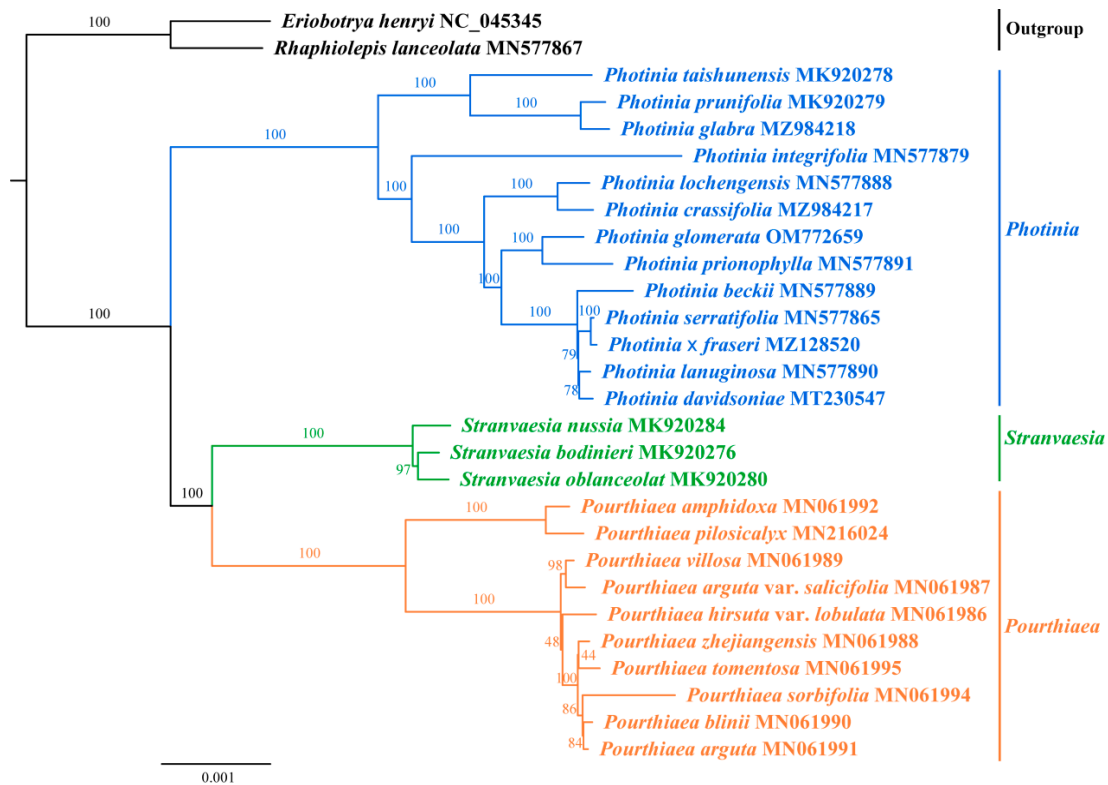 100
Eriobotrya henryi NC_045345
Rhaphiolepis lanceolata MN577867
Outgroup
Photinia taishunensis MK920278
100
Photinia prunifolia MK920279
100
Photinia glabra MZ984218
100
Photinia integrifolia MN577879
100
Photinia lochengensis MN577888
100
Photinia crassifolia MZ984217
Photinia
100
Photinia glomerata OM772659
100
Photinia prionophylla MN577891
100
Photinia beckii MN577889
100
100
Photinia serratifolia MN577865
100
Photinia x fraseri MZ128520
79
Photinia lanuginosa MN577890
78
Photinia davidsoniae MT230547
Stranvaesia nussia MK920284
100
Stranvaesia
Stranvaesia bodinieri MK920276
97
Stranvaesia oblanceolat MK920280
100
Pourthiaea amphidoxa MN061992
100
Pourthiaea pilosicalyx MN216024
100
Pourthiaea villosa MN061989
98
Pourthiaea arguta var. salicifolia MN061987
100
Pourthiaea hirsuta var. lobulata MN061986
Pourthiaea
48
Pourthiaea zhejiangensis MN061988
44
Pourthiaea tomentosa MN061995
100
Pourthiaea sorbifolia MN061994
86
Pourthiaea blinii MN061990
84
Pourthiaea arguta MN061991
0.001